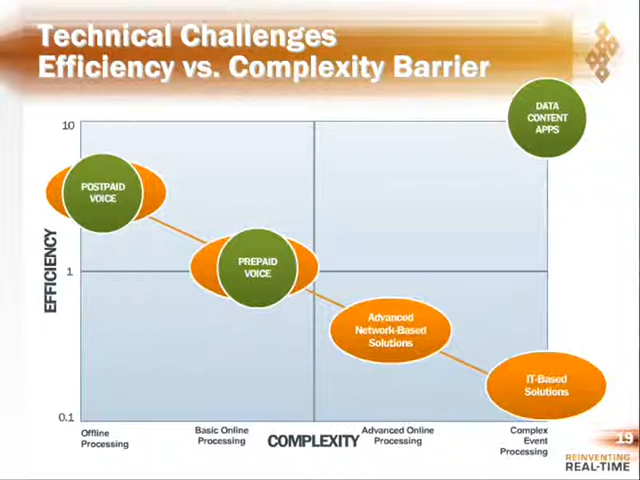 Technical Challenges
Efficiency vs. Complexity Barrier
DATA
CONTENT
APPS
10
POSTPAID
VOICE
PREPAID
VOICE
EFFICIENCY
1
Advanced
Network-Based
Solutions
IT-Based
Solutions
0.1
Offline
Processing
Basic Online
Processing
COMPLEXITY
Advanced Online
Processing
Complex
Event
Processing
19
REINVENTING
REAL-TIME